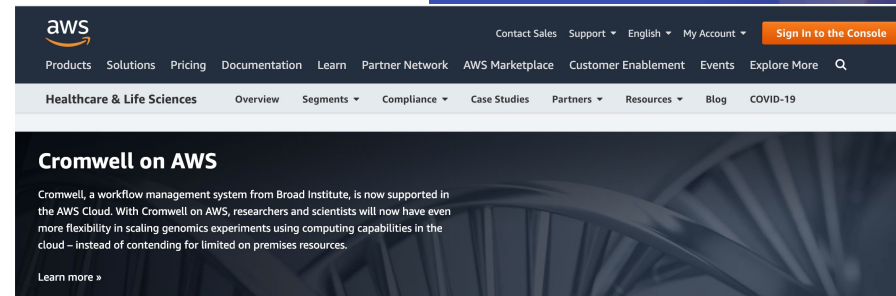 aws
Contact Sales Support English My Account Sign In to the Console
Products Solutions Pricing Documentation Learn Partner Network AWS Marketplace Customer Enablement Events Explore More
Healthcare & Life Sciences Overview Segments Compliance Case Studies Partners Resources Blog COVID-19
Cromwell on AWS
Cromwell, a workflow management system from Broad Institute, is now supported in
the AWS Cloud. With Cromwell on AWS, researchers and scientists will now have even
more flexibility in scaling genomics experiments using computing capabilities in the
cloud – instead of contending for limited on premises resources.
Learn more »